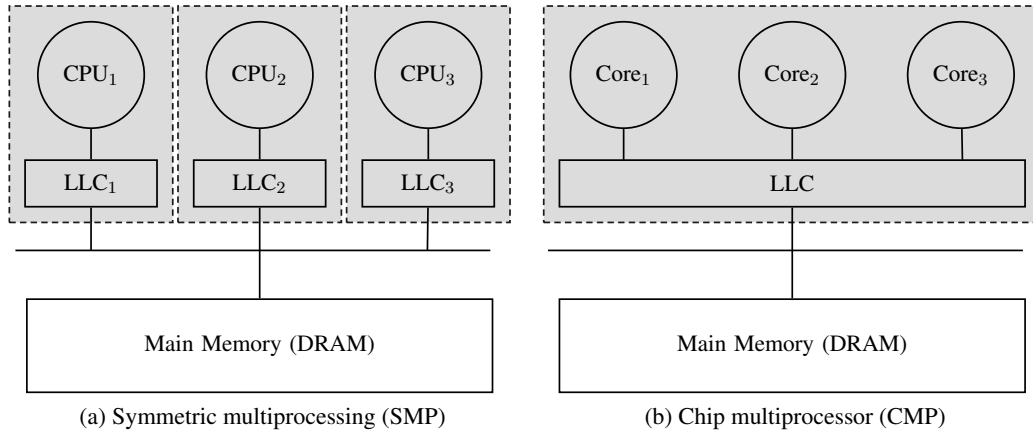 CPU₁ CPU₂ CPU₃
LLC₁ LLC₂ LLC₃
Main Memory (DRAM)
(a) Symmetric multiprocessing (SMP)
Core₁ Core₂ Core₃
LLC
Main Memory (DRAM)
(b) Chip multiprocessor (CMP)